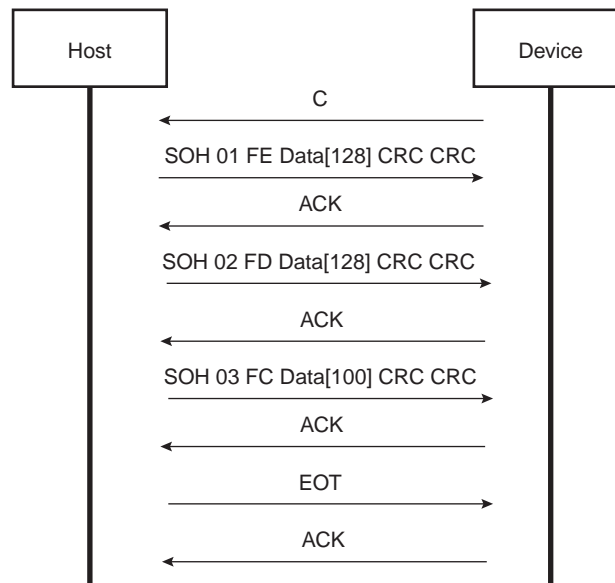 Host
Device
C
SOH 01 FE Data[128] CRC CRC
ACK
SOH 02 FD Data[128] CRC CRC
ACK
SOH 03 FC Data[100] CRC CRC
ACK
EOT
ACK